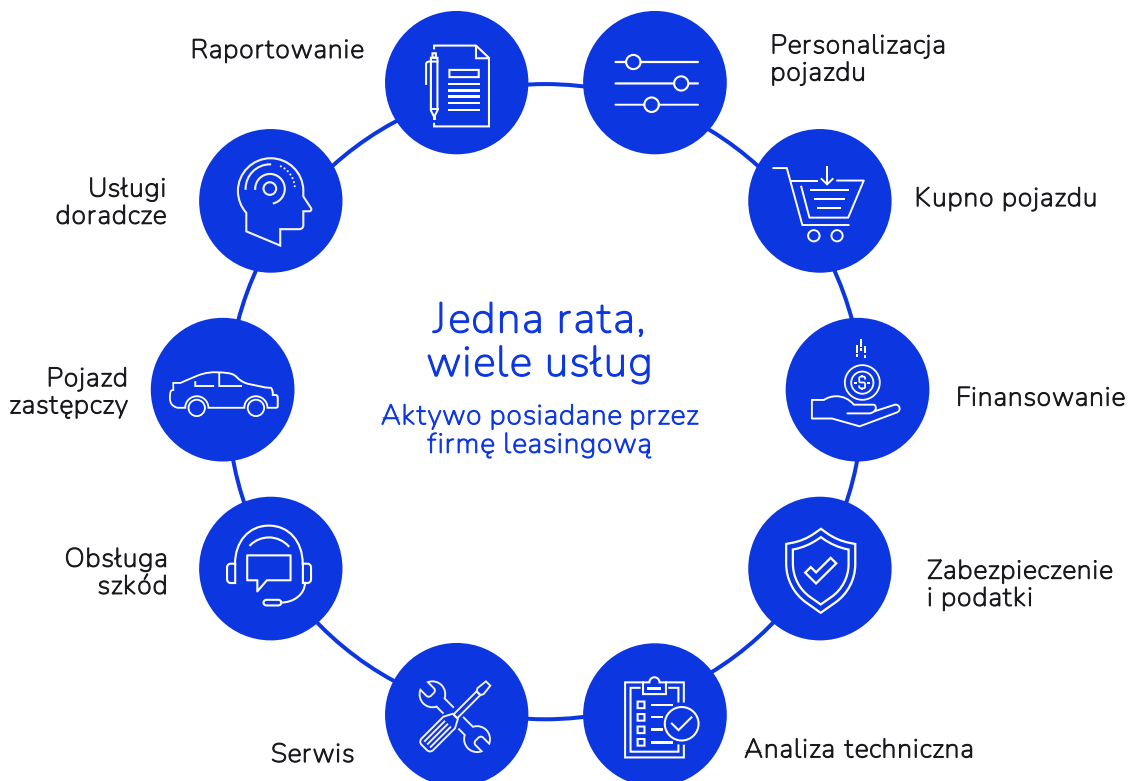 Raportowanie
Personalizacja
pojazdu
Usługi
doradcze
Kupno pojazdu
Jedna rata,
wiele usług
Aktywo posiadane przez
firmę leasingową
Pojazd
zastępczy
$
Finansowanie
Obsługa
szkód
Zabezpieczenie
i podatki
Serwis
Analiza techniczna